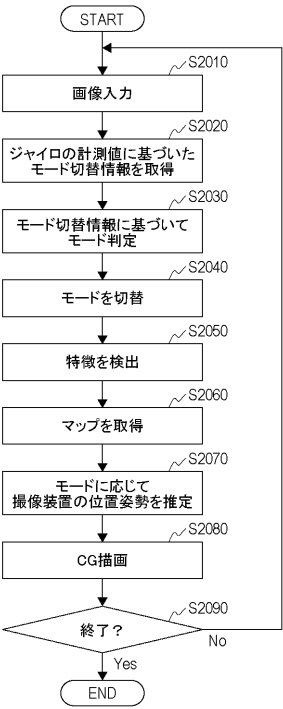 START
S2010
画像入力
S2020
ジャイロの計測値に基づいた
モード切替情報を取得
S2030
モード切替情報に基づいて
モード判定
S2040
モードを切替
S2050
特徴を検出
S2060
マップを取得
S2070
モードに応じて
撮像装置の位置姿勢を推定
S2080
CG描画
S2090
終了？
No
Yes
END